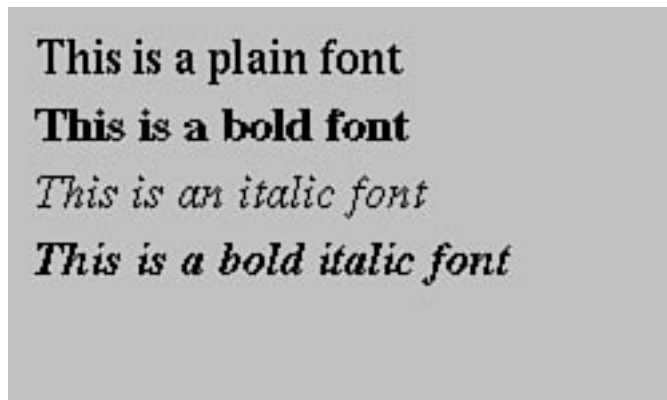 This is a plain font
This is a bold font
This is an italic font
This is a bold italic font